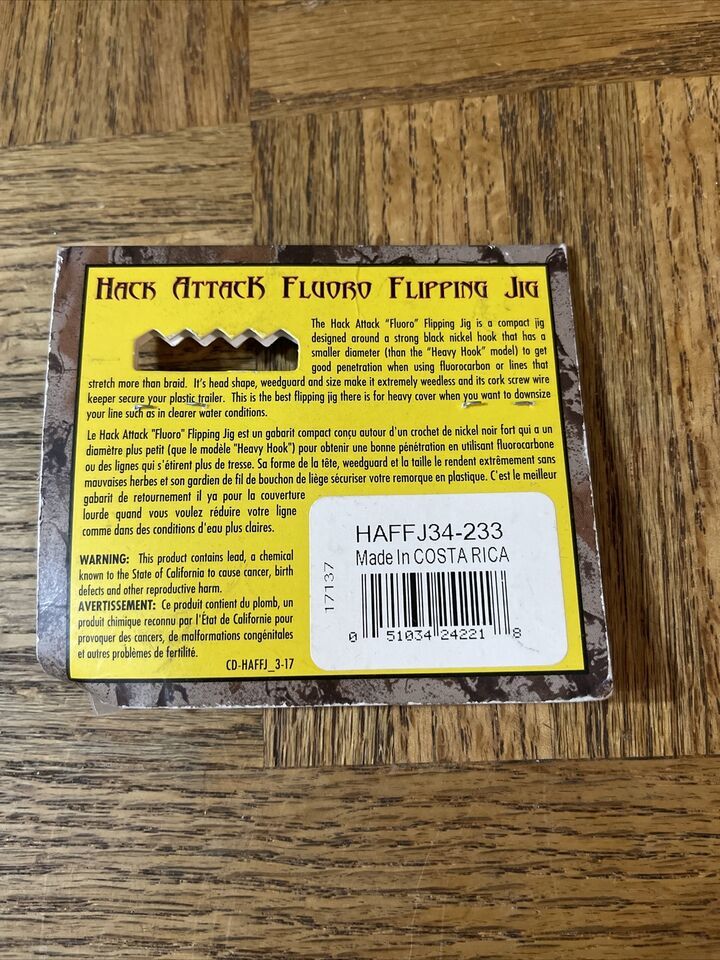 Hack Attack Fluoro Flipping Jig
The Hack Attack "Fluoro" Flipping Jig is a compact jig
designed around a strong black nickel hook that has a
smaller diameter (than the "Heavy Hook" model) to get
good penetration when using fluorocarbon or lines that
stretch more than braid. It's head shape, weedguard and size make it extremely weedless and its cork screw wire
keeper secure your plastic trailer. This is the best flipping jig there is for heavy cover when you want to downsize
your line such as in clearer water conditions.
Le Hack Attack "Fluoro" Flipping Jig est un gabarit compact conçu autour d'un crochet de nickel noir fort qui a un
diamètre plus petit (que le modèle "Heavy Hook") pour obtenir une bonne pénétration en utilisant fluorocarbone
ou des lignes qui s'étirent plus de tresse. Sa forme de la tête, weedguard et la taille le rendent extrêmement sans
mauvaises herbes et son gardien de fil de bouchon de liège sécuriser votre remorque en plastique. C'est le meilleur
gabarit de retournement il ya pour la couverture
lourde quand vous voulez réduire votre ligne
comme dans des conditions d'eau plus claires.
WARNING: This product contains lead, a chemical
known to the State of California to cause cancer, birth
defects and other reproductive harm.
AVERTISSEMENT: Ce produit contient du plomb, un
produit chimique reconnu par l'État de Californie pour
provoquer des cancers, de malformations congénitales
et autres problèmes de fertilité.
CD-HAFFJ_3-17
HAFFJ34-233
Made In COSTA RICA
17137
0 51034 24221 8